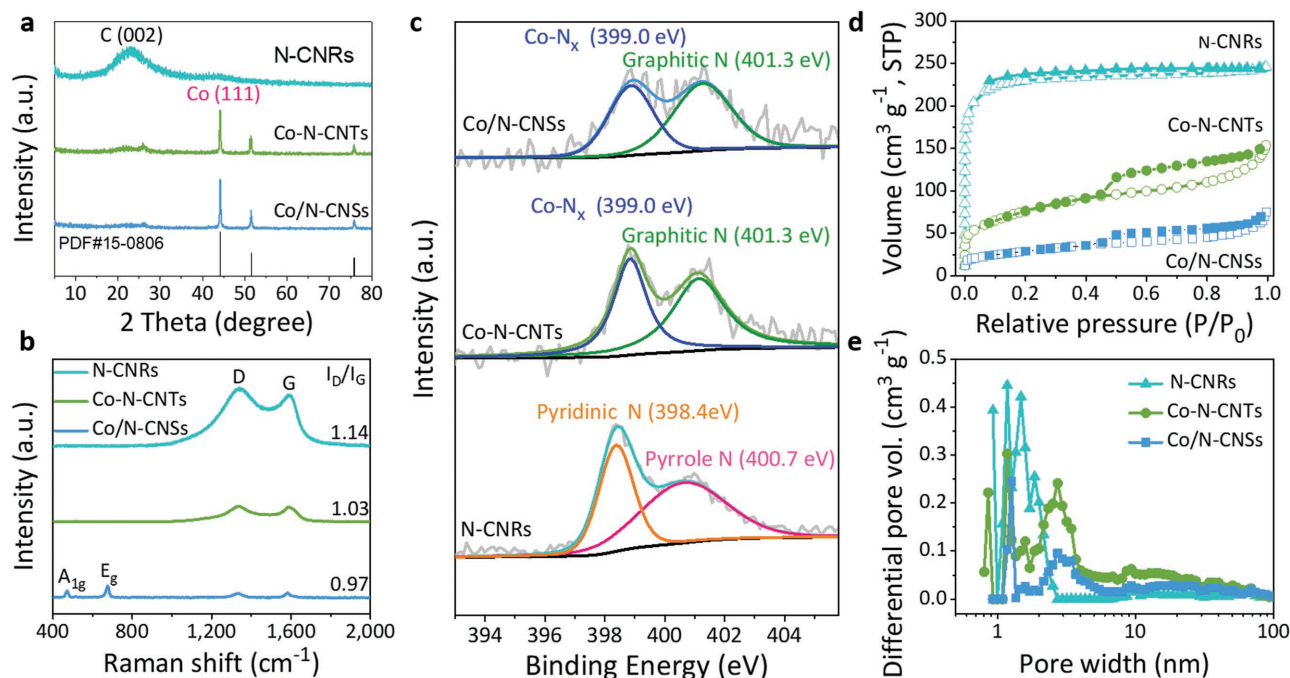 a
C (002)
N-CNRs
Co (111)
Co-N-CNTs
Co/N-CNSs
PDF#15-0806
Intensity (a.u.)
10 20 30 40 50 60 70 80
2 Theta (degree)
b
N-CNRs
Co-N-CNTs
Co/N-CNSs
D
G
I_D/I_G
1.14
1.03
0.97
A_1g
E_g
Intensity (a.u.)
400 800 1,200 1,600 2,000
Raman shift (cm⁻¹)
c
Co-N_x (399.0 eV)
Graphitic N (401.3 eV)
Co/N-CNSs
Co-N_x (399.0 eV)
Graphitic N (401.3 eV)
Co-N-CNTs
Pyridinic N (398.4eV)
Pyrrole N (400.7 eV)
N-CNRs
Intensity (a.u.)
394 396 398 400 402 404
Binding Energy (eV)
d
N-CNRs
Co-N-CNTs
Co/N-CNSs
Volume (cm³ g⁻¹, STP)
300
250
200
150
100
50
0
0.0 0.2 0.4 0.6 0.8 1.0
Relative pressure (P/P₀)
e
N-CNRs
Co-N-CNTs
Co/N-CNSs
Differential pore vol. (cm³ g⁻¹)
0.5
0.4
0.3
0.2
0.1
0.0
1 10 100
Pore width (nm)